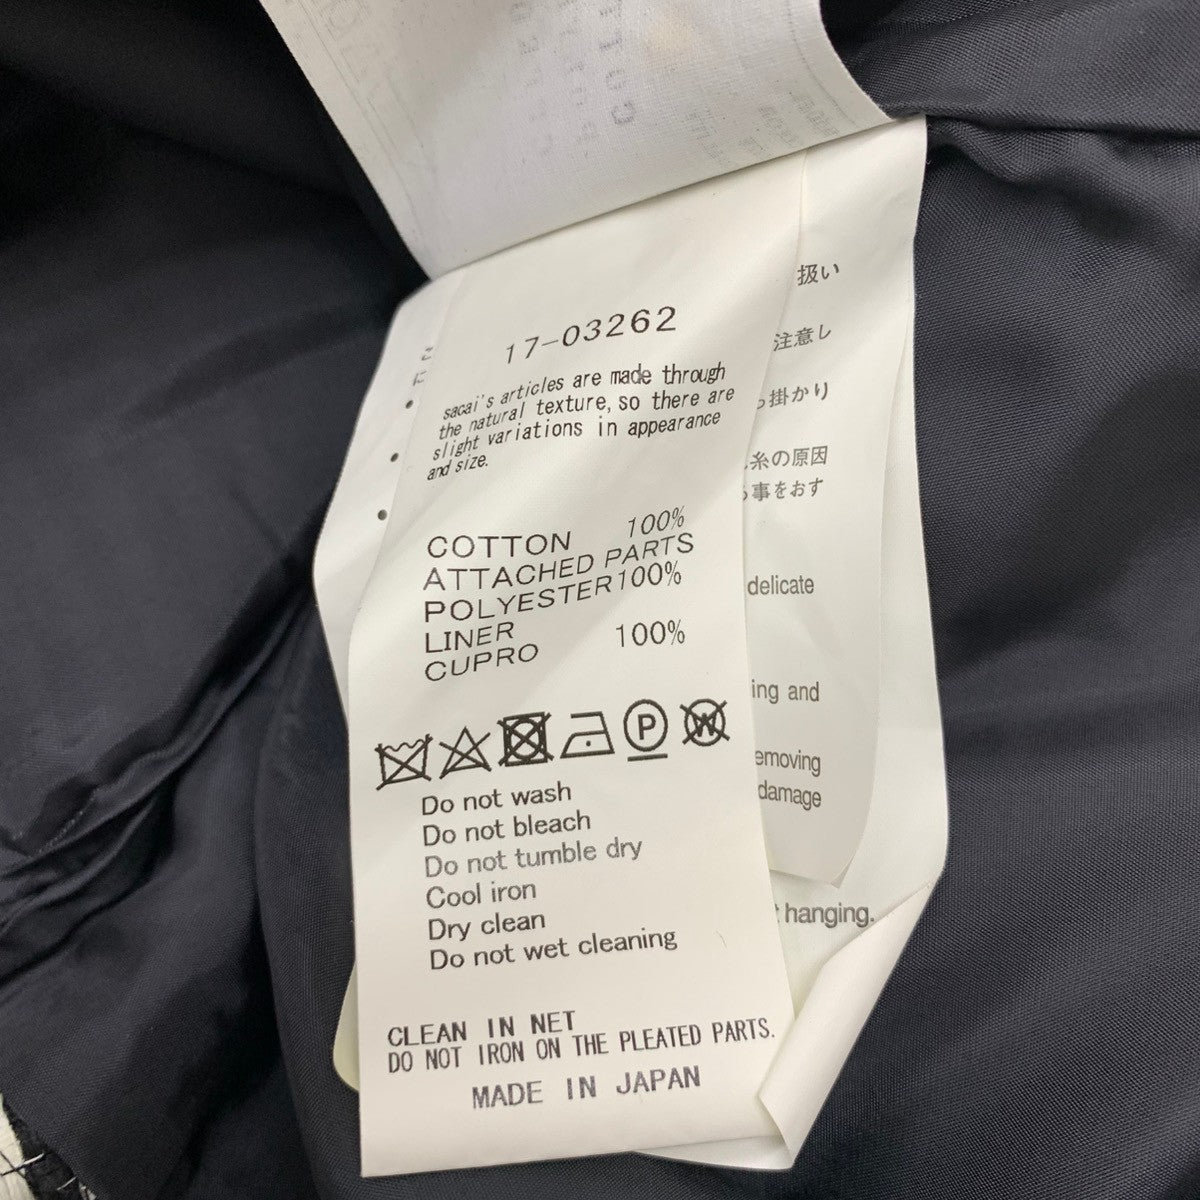 17-03262
sacai's articles are made through
the natural texture, so there are
slight variations in appearance
and size.
COTTON 100%
ATTACHED PARTS
POLYESTER 100%
LINER
CUPRO 100%
P
W
Do not wash
Do not bleach
Do not tumble dry
Cool iron
Dry clean
Do not wet cleaning
CLEAN IN NET
DO NOT IRON ON THE PLEATED PARTS.
MADE IN JAPAN
扱い
注意し
掛かり
糸の原因
事をおす
delicate
ing and
emoving
damage
hanging.